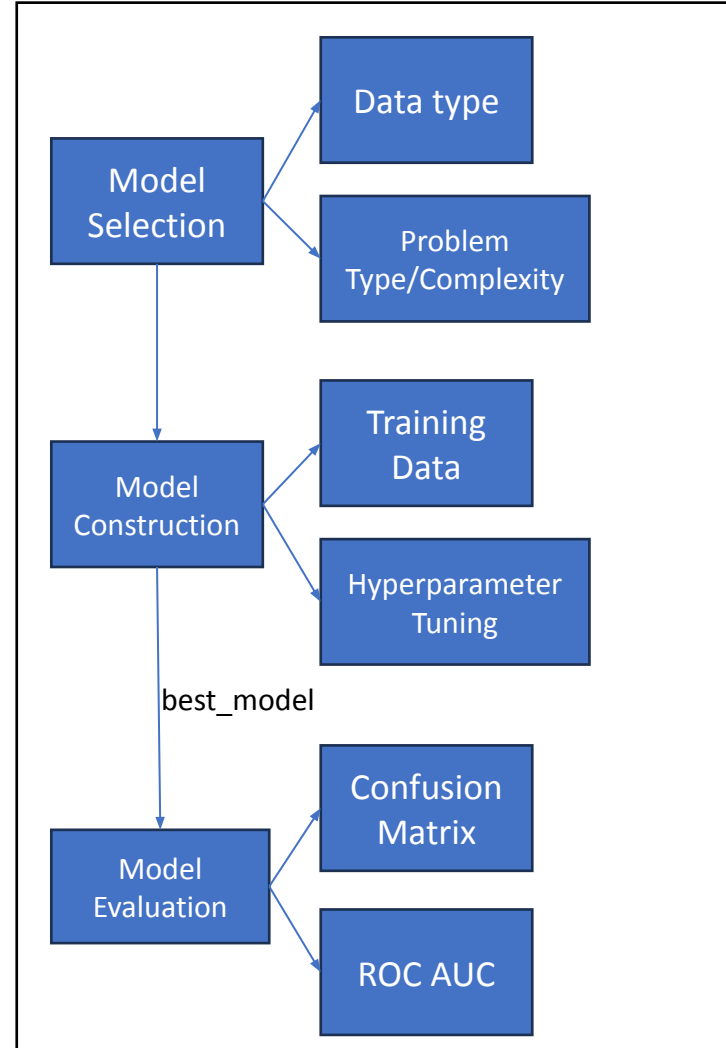 Data type
Model
Selection
Problem
Type/Complexity
Training
Data
Model
Construction
Hyperparameter
Tuning
best_model
Confusion
Matrix
Model
Evaluation
ROC AUC